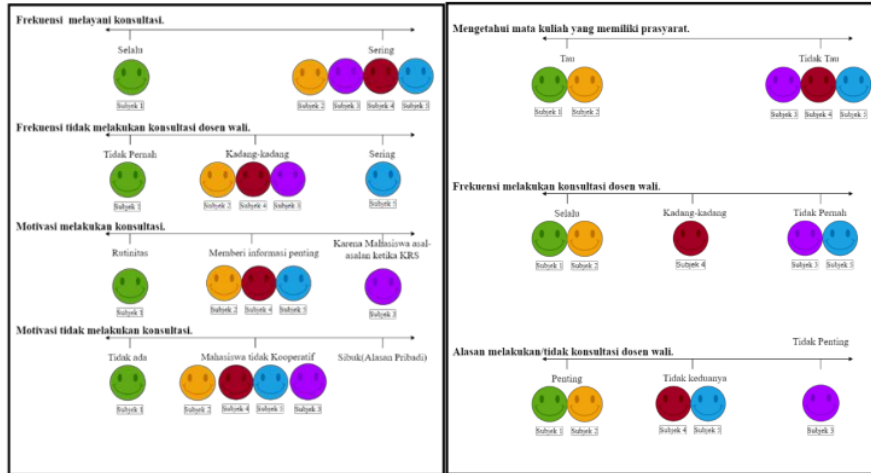 Frekuensi melayani konsultasi.
Selalu
Sering
Subjek 1
Subjek 2
Subjek 3
Subjek 4
Subjek 5
Frekuensi tidak melakukan konsultasi dosen wali.
Tidak Pernah
Kadang-kadang
Sering
Subjek 1
Subjek 2
Subjek 4
Subjek 3
Subjek 5
Motivasi melakukan konsultasi.
Rutinitas
Memberi informasi penting
Karena Mahasiswa asal-
asalan ketika KRS
Subjek 1
Subjek 2
Subjek 4
Subjek 5
Subjek 3
Motivasi tidak melakukan konsultasi.
Tidak ada
Mahasiswa tidak Kooperatif
Sibuk(Alasan Pribadi)
Subjek 1
Subjek 2
Subjek 4
Subjek 5
Subjek 3
Mengetahui mata kuliah yang memiliki prasyarat.
Tau
Tidak Tau
Subjek 1
Subjek 2
Subjek 3
Subjek 4
Subjek 5
Frekuensi melakukan konsultasi dosen wali.
Selalu
Kadang-kadang
Tidak Pernah
Subjek 1
Subjek 2
Subjek 4
Subjek 3
Subjek 5
Tidak Penting
Alasan melakukan/tidak konsultasi dosen wali.
Penting
Tidak keduanya
Subjek 1
Subjek 2
Subjek 4
Subjek 5
Subjek 3